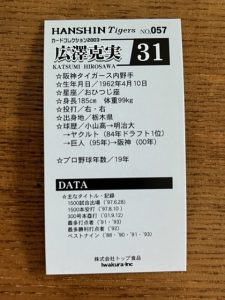 HANSHIN Tigers NO.057
カードコレクション2003
広澤克実 31
KATSUMI HIROSAWA
☆阪神タイガース内野手
☆生年月日／1962年4月10日
☆星座／おひつじ座
☆身長185㎝ 体重99kg
☆投打／右・右
☆出身地／栃木県
☆球歴／小山高→明治大
→ヤクルト（84年ドラフト1位）
→巨人（95年）→阪神（00年）
☆プロ野球年数／19年
DATA
☆主なタイトル・記録
1500試合出場（'97.6.28）
1500本安打（'97.8.10）
300号本塁打（'01.9.12）
最多打点者（'91・'93）
最多勝利打点者（'92）
ベストナイン（'88・'90・'91・'93）
株式会社トップ食品
Iwakura-inc